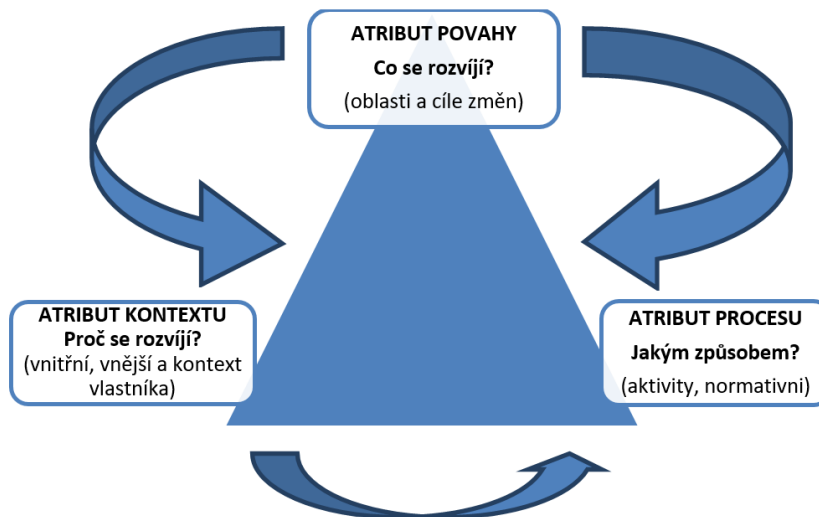 ATRIBUT POVAHY
Co se rozvíjí?
(oblasti a cíle změn)
ATRIBUT KONTEXTU
Proč se rozvíjí?
(vnitřní, vnější a kontext
vlastníka)
ATRIBUT PROCESU
Jakým způsobem?
(aktivity, normativni)